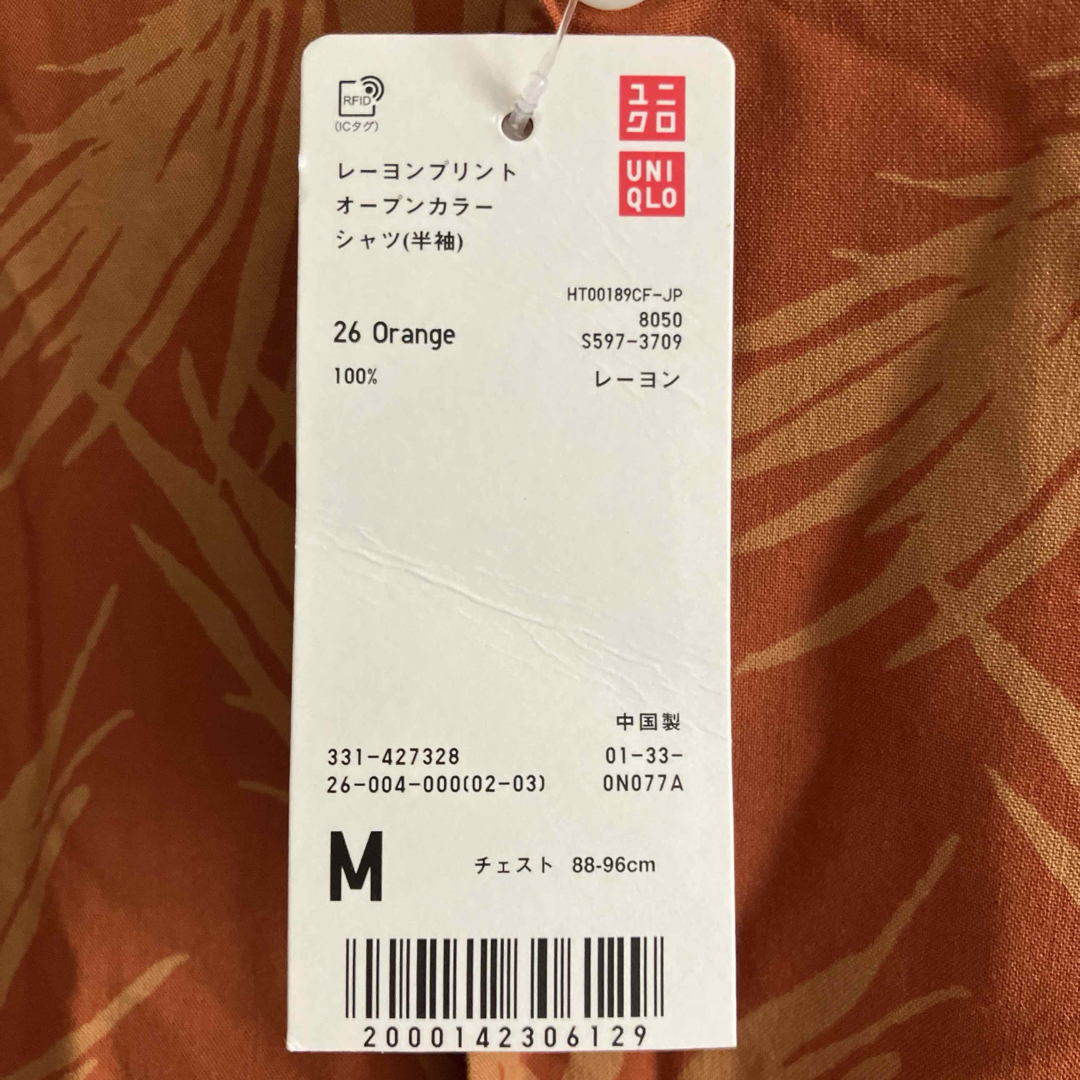 RFID
(ICタグ)
ユニ
クロ
UNI
QLO
レーヨンプリント
オープンカラー
シャツ(半袖)
HT00189CF-JP
8050
26 Orange
S597-3709
100%
レーヨン
中国製
331-427328
01-33-
26-004-000(02-03)
0N077A
M
チェスト 88-96cm
2000142306129